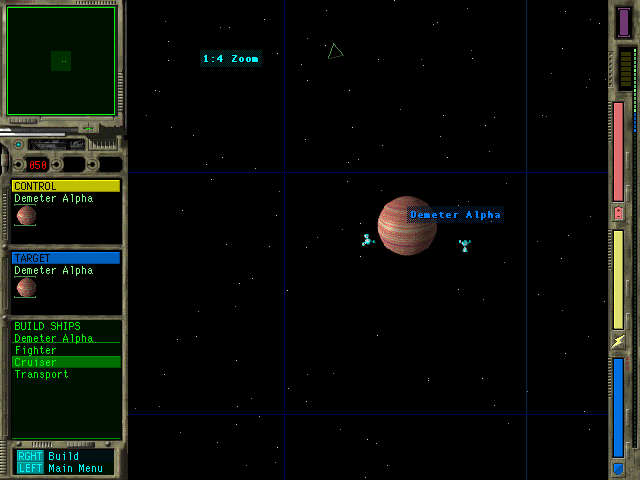 1:4 Zoom
050
CONTROL
Demeter Alpha
Demeter Alpha
TARGET
Demeter Alpha
BUILD SHIPS
Demeter Alpha
Fighter
Cruiser
Transport
RGHT Build
LEFT Main Menu